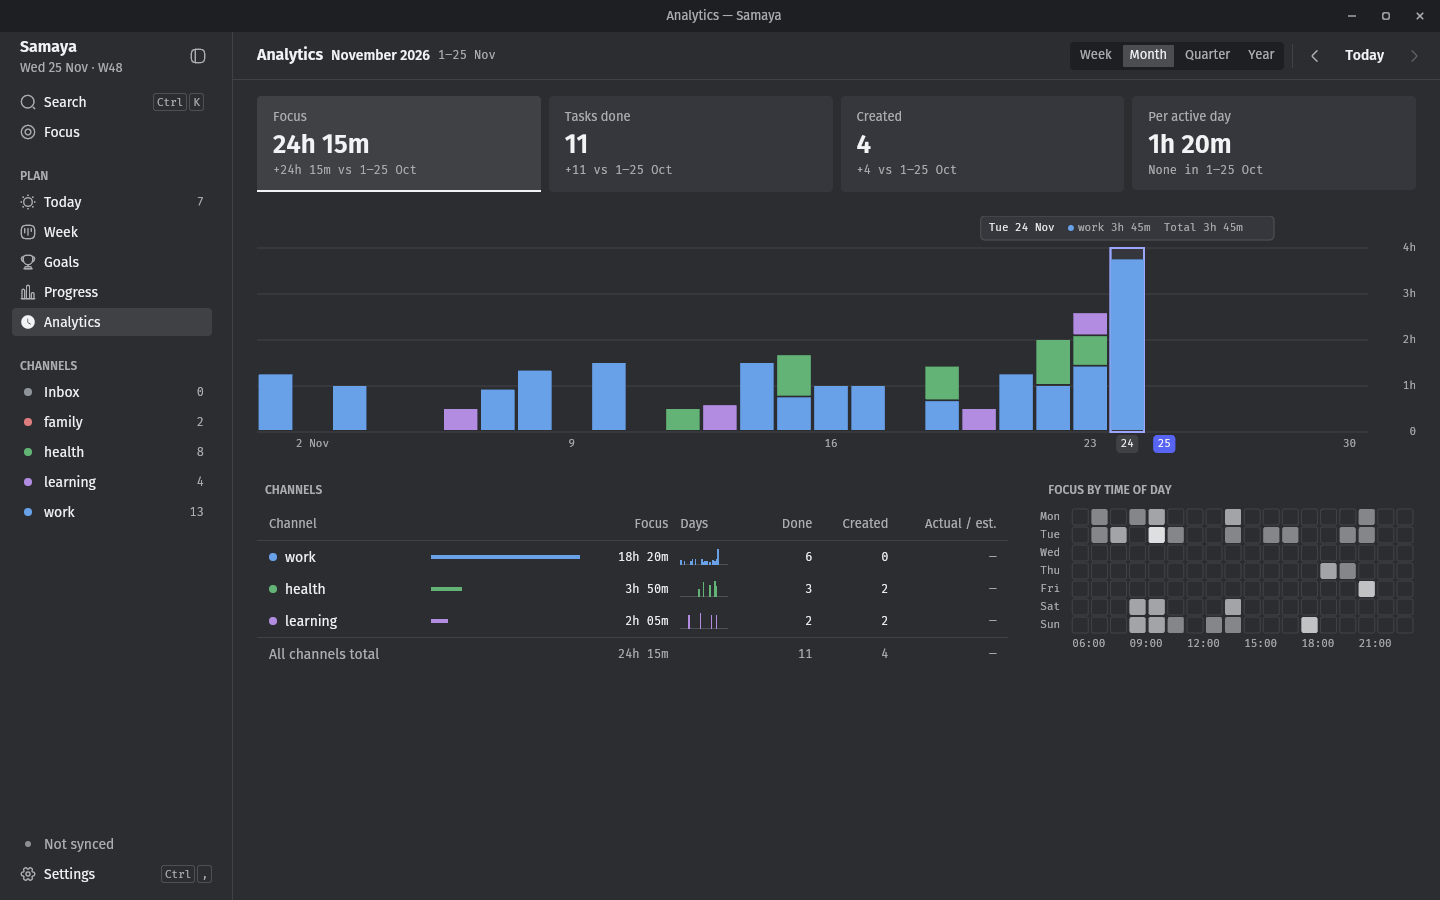 Analytics — Samaya
Samaya
Wed 25 Nov · W48
Search Ctrl K
Focus
PLAN
Today 7
Week
Goals
Progress
Analytics
CHANNELS
Inbox 0
family 2
health 8
learning 4
work 13
Not synced
Settings Ctrl ,
Analytics November 2026 1–25 Nov
Week Month Quarter Year Today
Focus
24h 15m
+24h 15m vs 1–25 Oct
Tasks done
11
+11 vs 1–25 Oct
Created
4
+4 vs 1–25 Oct
Per active day
1h 20m
None in 1–25 Oct
Tue 24 Nov work 3h 45m Total 3h 45m
4h
3h
2h
1h
0
2 Nov 9 16 23 24 25 30
CHANNELS
Channel Focus Days Done Created Actual / est.
work 18h 20m 6 0 —
health 3h 50m 3 2 —
learning 2h 05m 2 2 —
All channels total 24h 15m 11 4 —
FOCUS BY TIME OF DAY
Mon
Tue
Wed
Thu
Fri
Sat
Sun
06:00 09:00 12:00 15:00 18:00 21:00